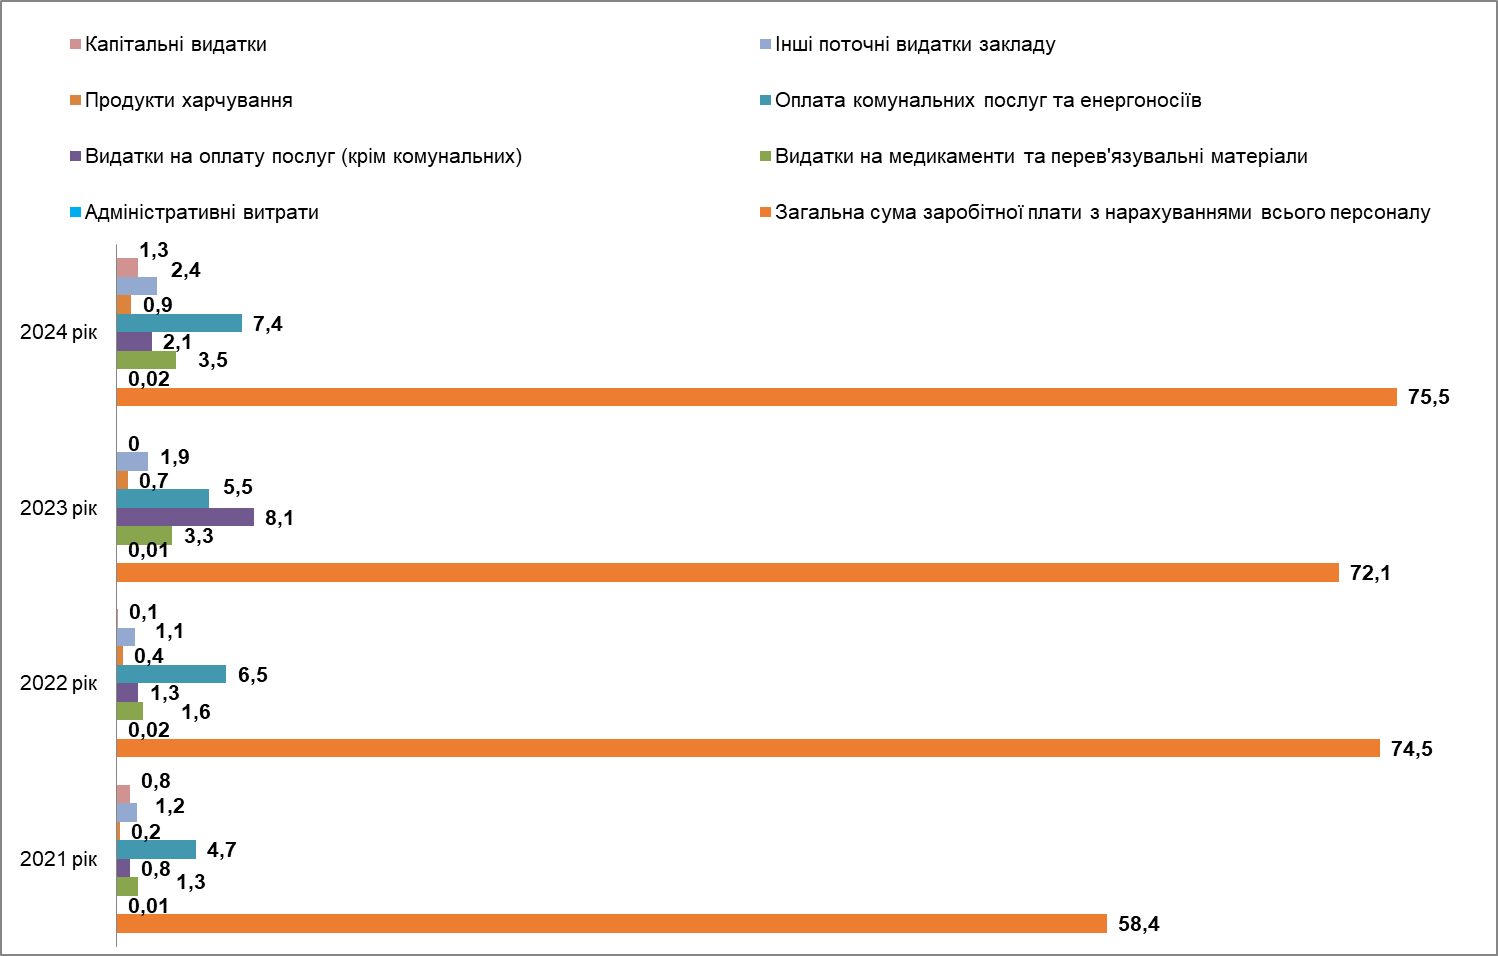 Капітальні видатки
Інші поточні видатки закладу
Продукти харчування
Оплата комунальних послуг та енергоносіїв
Видатки на оплату послуг (крім комунальних)
Видатки на медикаменти та перев'язувальні матеріали
Адміністративні витрати
Загальна сума заробітної плати з нарахуваннями всього персоналу
1,3
2,4
0,9
2024 рік
7,4
2,1
3,5
0,02
75,5
0
1,9
0,7
5,5
2023 рік
8,1
3,3
0,01
72,1
0,1
1,1
0,4
6,5
2022 рік
1,3
1,6
0,02
74,5
0,8
1,2
0,2
4,7
2021 рік
0,8
1,3
0,01
58,4